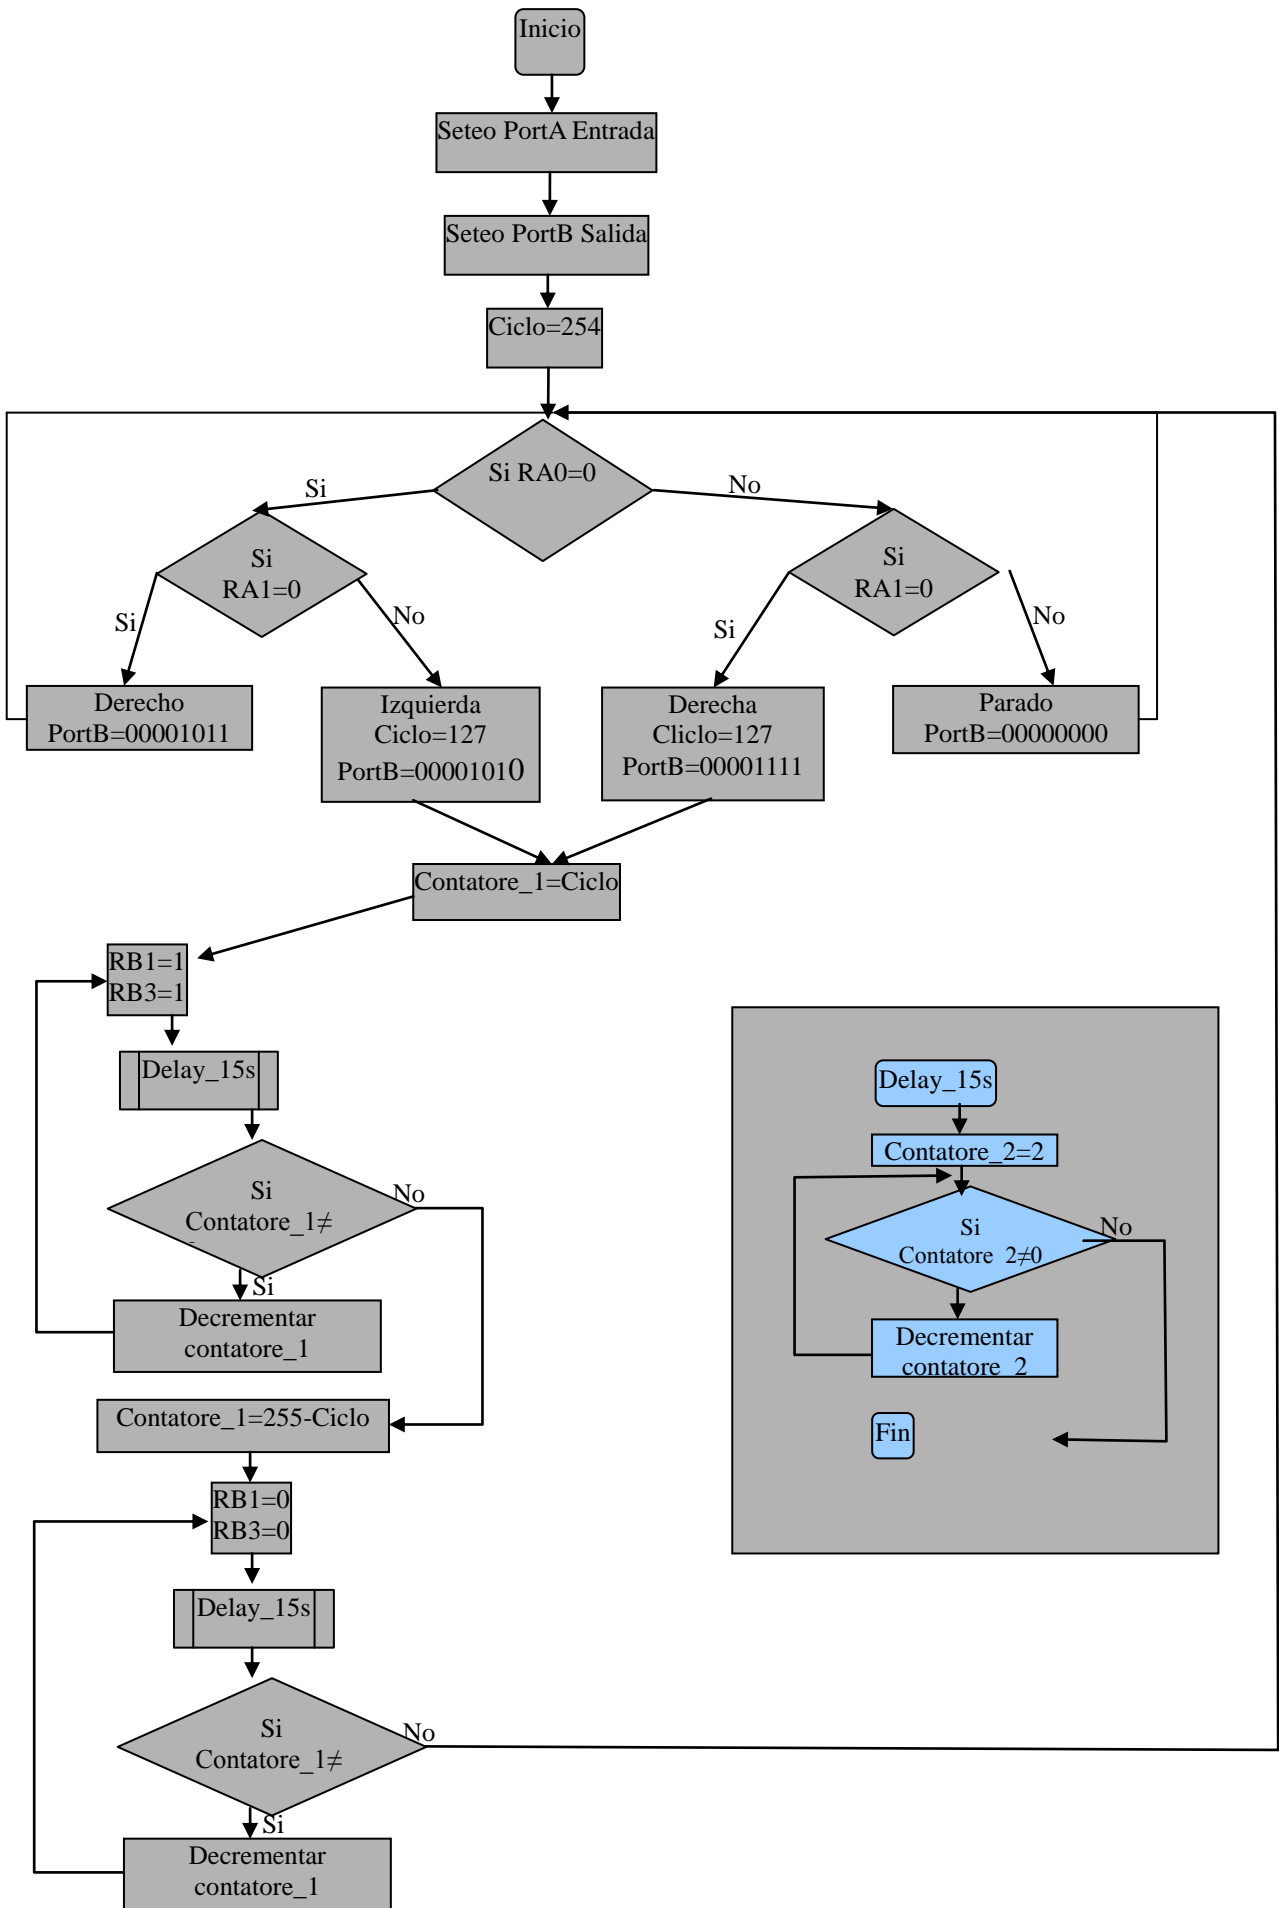 Inicio
Seteo PortA Entrada
Seteo PortB Salida
Ciclo=254
Si RA0=0
Si
No
Si
RA1=0
Si
RA1=0
Si
No
Si
No
Derecho
PortB=00001011
Izquierda
Ciclo=127
PortB=00001010
Derecha
Cliclo=127
PortB=00001111
Parado
PortB=00000000
Contatore_1=Ciclo
RB1=1
RB3=1
Delay_15s
Si
Contatore_1≠
No
Si
Decrementar
contatore_1
Contatore_1=255-Ciclo
RB1=0
RB3=0
Delay_15s
Si
Contatore_1≠
No
Si
Decrementar
contatore_1
Delay_15s
Contatore_2=2
Si
Contatore_2≠0
No
Decrementar
contatore_2
Fin